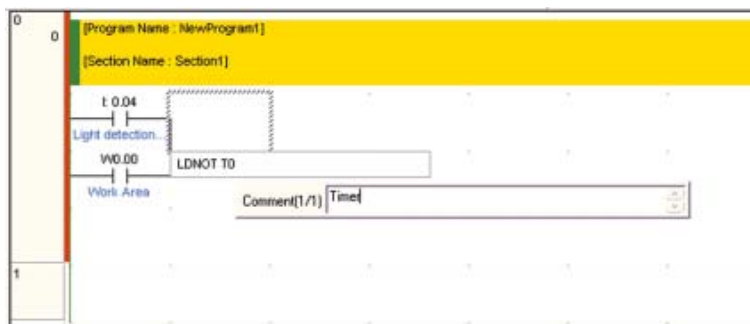 0
0
[Program Name : NewProgram1]
[Section Name : Section1]
I: 0.04
Light detection...
W0.00
LDNOT T0
Work Area
Comment(1/1) Timer
1